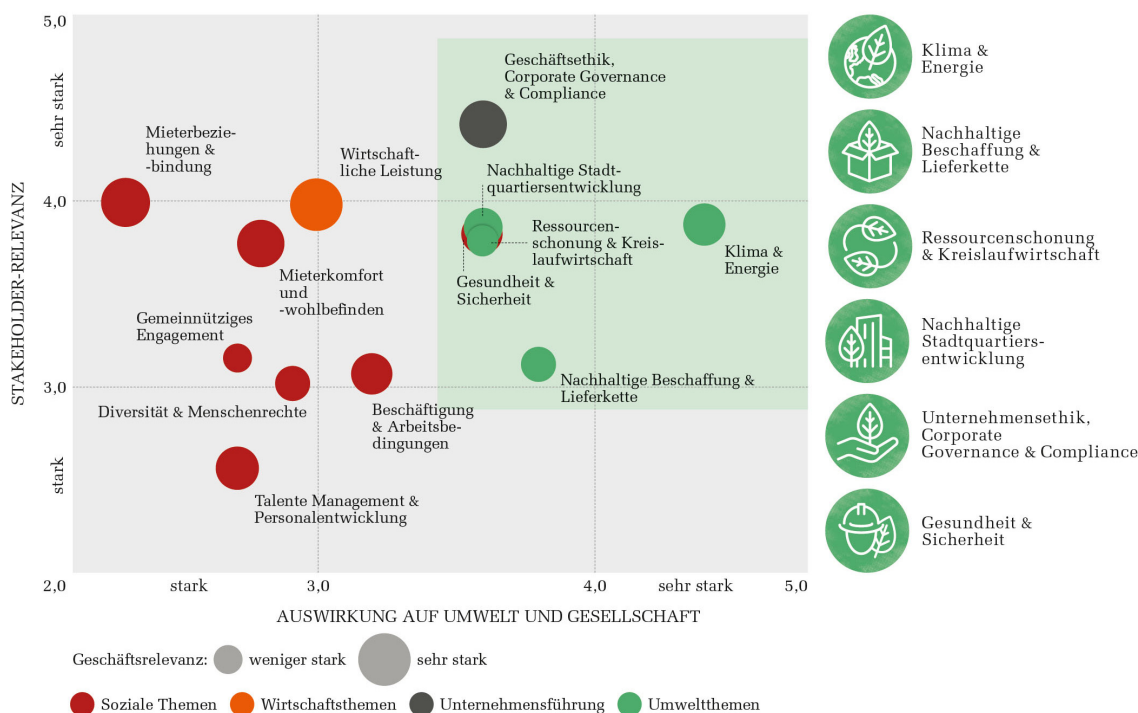 5,0
sehr stark
STAKEHOLDER-RELEVANZ
4,0
3,0
stark
2,0
stark
3,0
4,0
sehr stark
5,0
AUSWIRKUNG AUF UMWELT UND GESELLSCHAFT
Geschäftsethik,
Corporate Governance
& Compliance
Mieterbezie-
hungen &
-bindung
Wirtschaft-
liche Leistung
Nachhaltige Stadt-
quartiersentwicklung
Ressourcen-
schonung & Kreis-
laufwirtschaft
Klima &
Energie
Gesundheit &
Sicherheit
Mieterkomfort
und
-wohlbefinden
Gemeinnütziges
Engagement
Diversität & Menschenrechte
Beschäftigung
& Arbeitsbe-
dingungen
Nachhaltige Beschaffung &
Lieferkette
Talente Management &
Personalentwicklung
Geschäftsrelevanz:
weniger stark
sehr stark
Soziale Themen
Wirtschaftsthemen
Unternehmensführung
Umweltthemen
Klima &
Energie
Nachhaltige
Beschaffung &
Lieferkette
Ressourcenschonung
& Kreislaufwirtschaft
Nachhaltige
Stadtquartiers-
entwicklung
Unternehmensethik,
Corporate
Governance & Compliance
Gesundheit &
Sicherheit